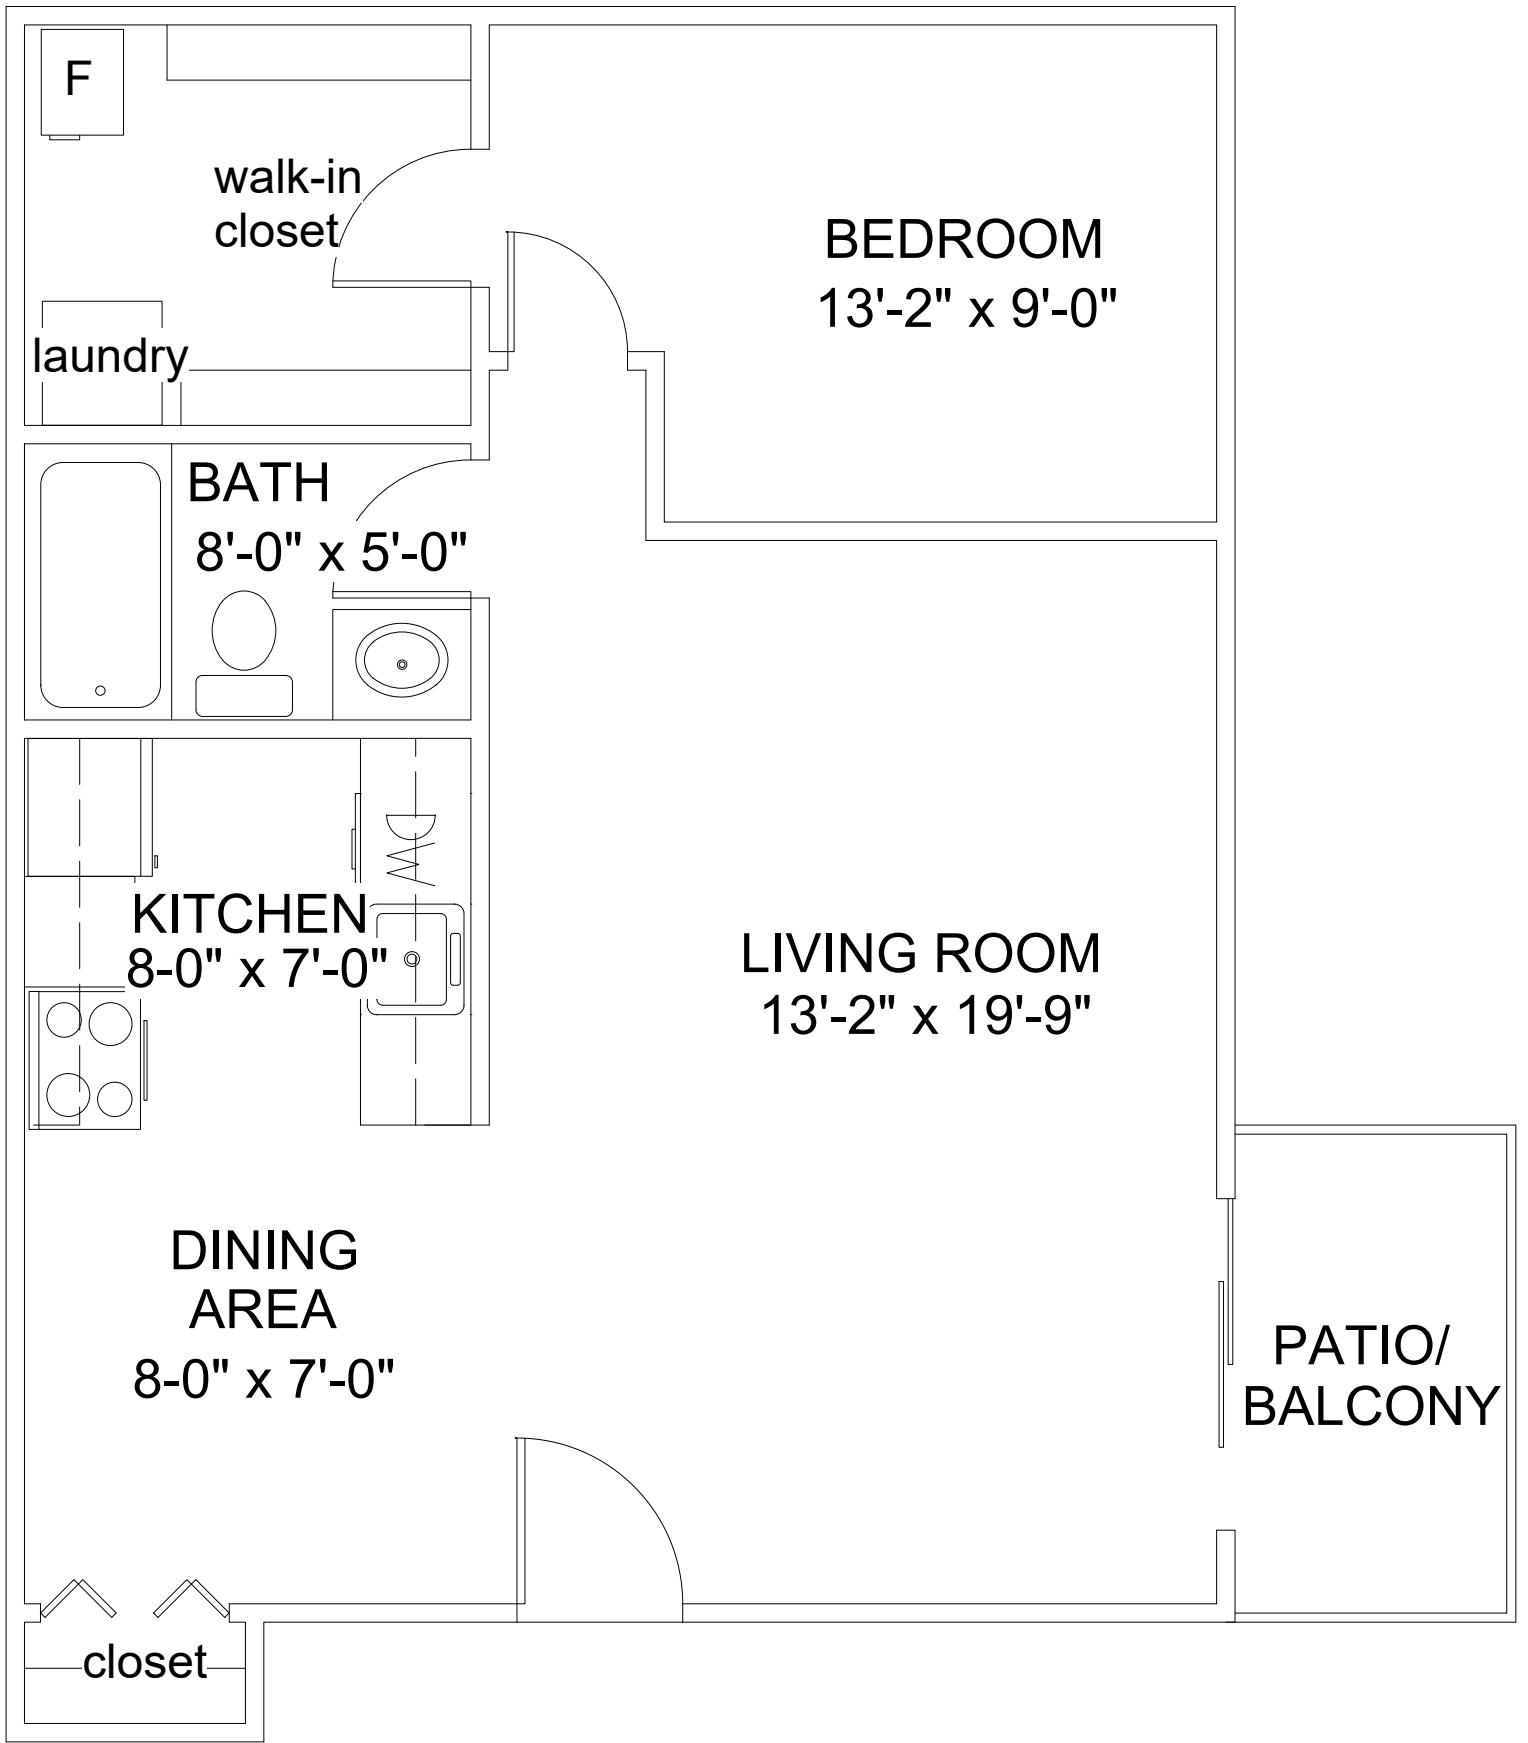 F
walk-in
closet
BEDROOM
13'-2" x 9'-0"
laundry
BATH
8'-0" x 5'-0"
KITCHEN
8-0" x 7'-0"
LIVING ROOM
13'-2" x 19'-9"
DINING
AREA
8-0" x 7'-0"
PATIO/
BALCONY
closet